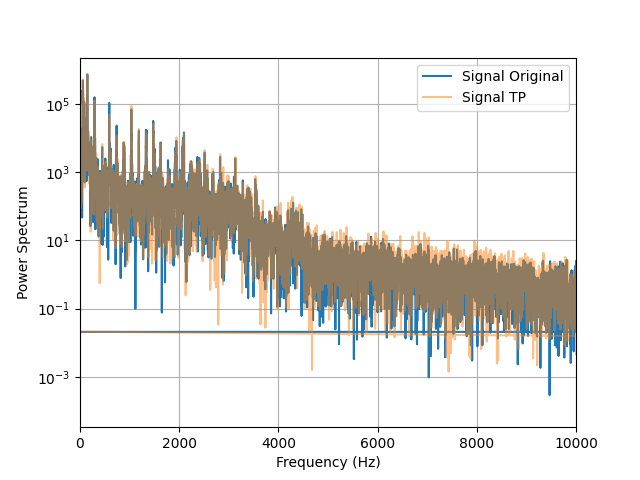 Signal Original
Signal TP
Power Spectrum
10^5
10^3
10^1
10^−1
10^−3
0 2000 4000 6000 8000 10000
Frequency (Hz)